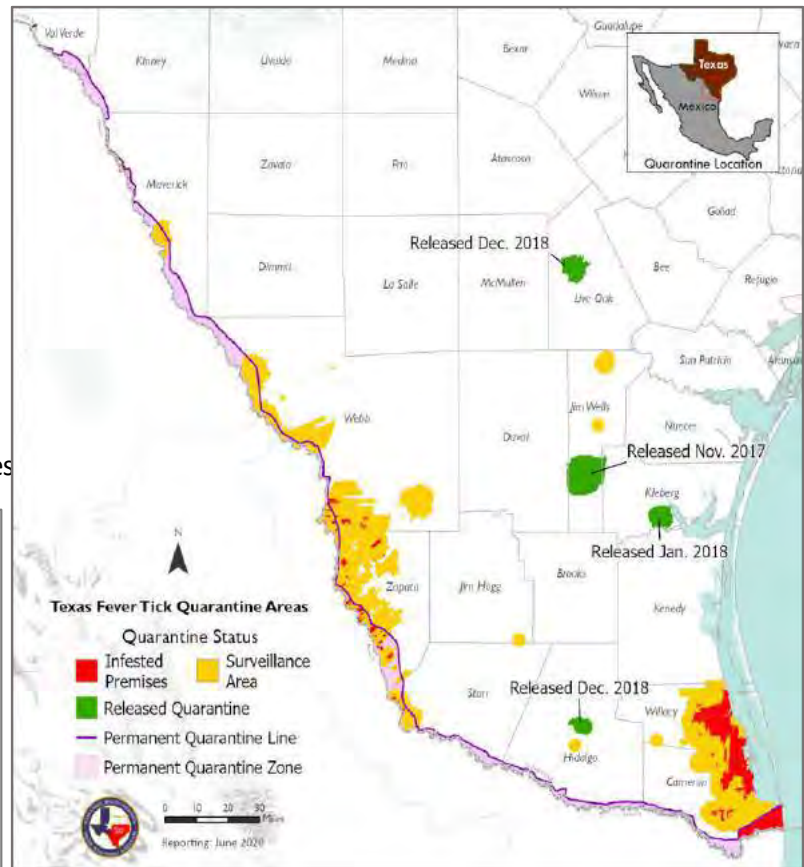 Val Verde
Kinney
Uvalde
Medina
Bexar
Guadalupe
Wilson
Texas
Mexico
Quarantine Location
Maverick
Zavala
Frio
Atascosa
Goliad
Released Dec. 2018
Dimmit
La Salle
McMullen
Live Oak
Bee
Refugio
San Patricio
Aransas
Webb
Duval
Jim Wells
Nueces
Released Nov. 2017
es
Kleberg
Released Jan. 2018
N
Zapata
Jim Hogg
Brooks
Kenedy
Texas Fever Tick Quarantine Areas
Quarantine Status
Infested Premises
Surveillance Area
Released Quarantine
Permanent Quarantine Line
Permanent Quarantine Zone
Starr
Released Dec. 2018
Hidalgo
Willacy
Cameron
0 10 20 30
Miles
Reporting: June 2020